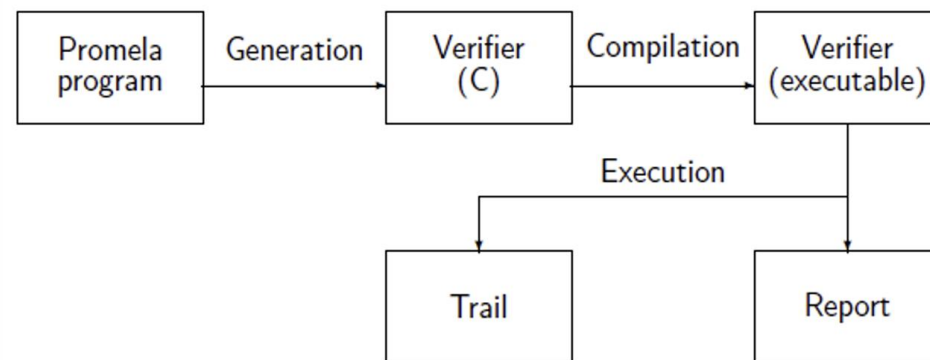 Promela
program
Generation
Verifier
(C)
Compilation
Verifier
(executable)
Execution
Trail
Report